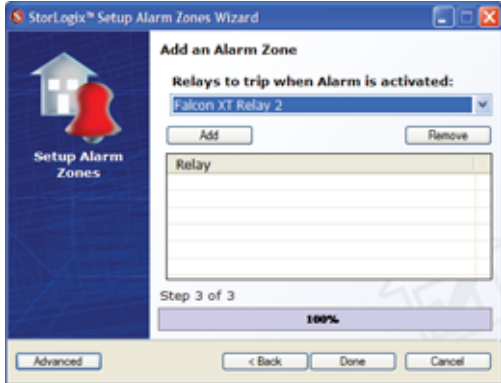 StorLogix™ Setup Alarm Zones Wizard
Add an Alarm Zone
Relays to trip when Alarm is activated:
Falcon XT Relay 2
Add
Remove
Setup Alarm
Zones
Relay
Step 3 of 3
100%
Advanced
< Back
Done
Cancel